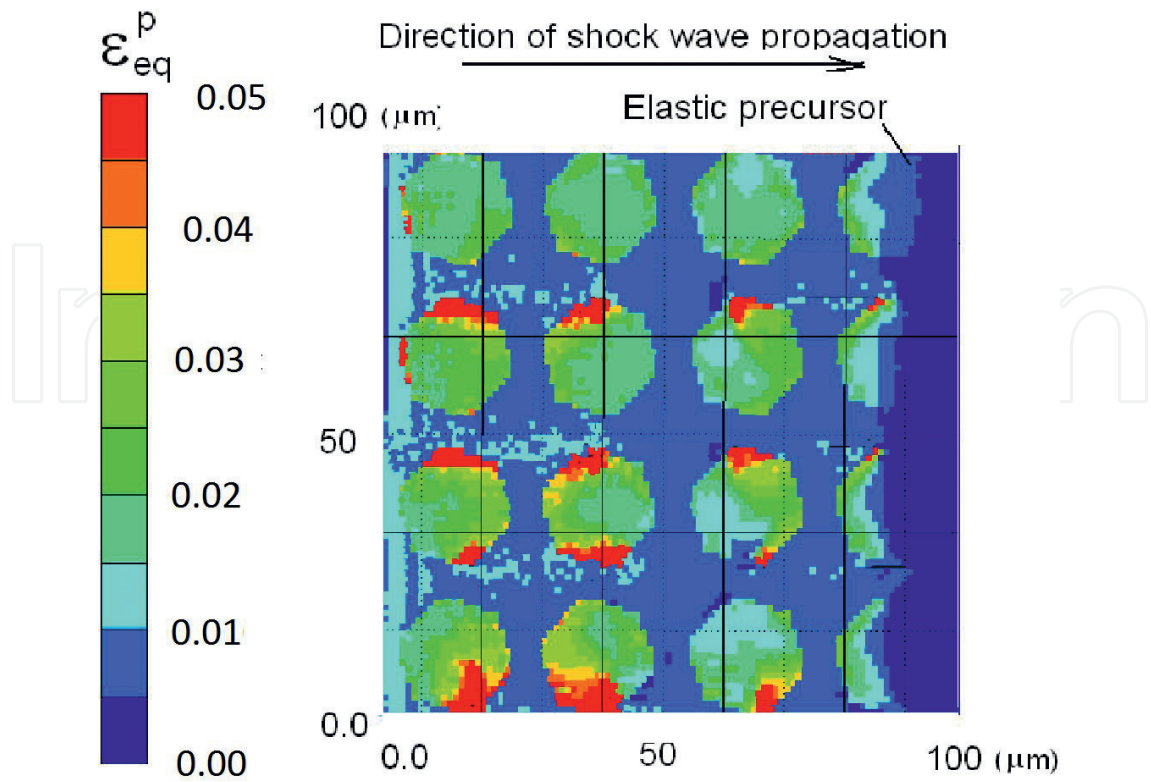 ε p eq
Direction of shock wave propagation
Elastic precursor
0.05
0.04
0.03
0.02
0.01
0.00
100 (μm)
50
0.0
0.0 50 100 (μm)
In n